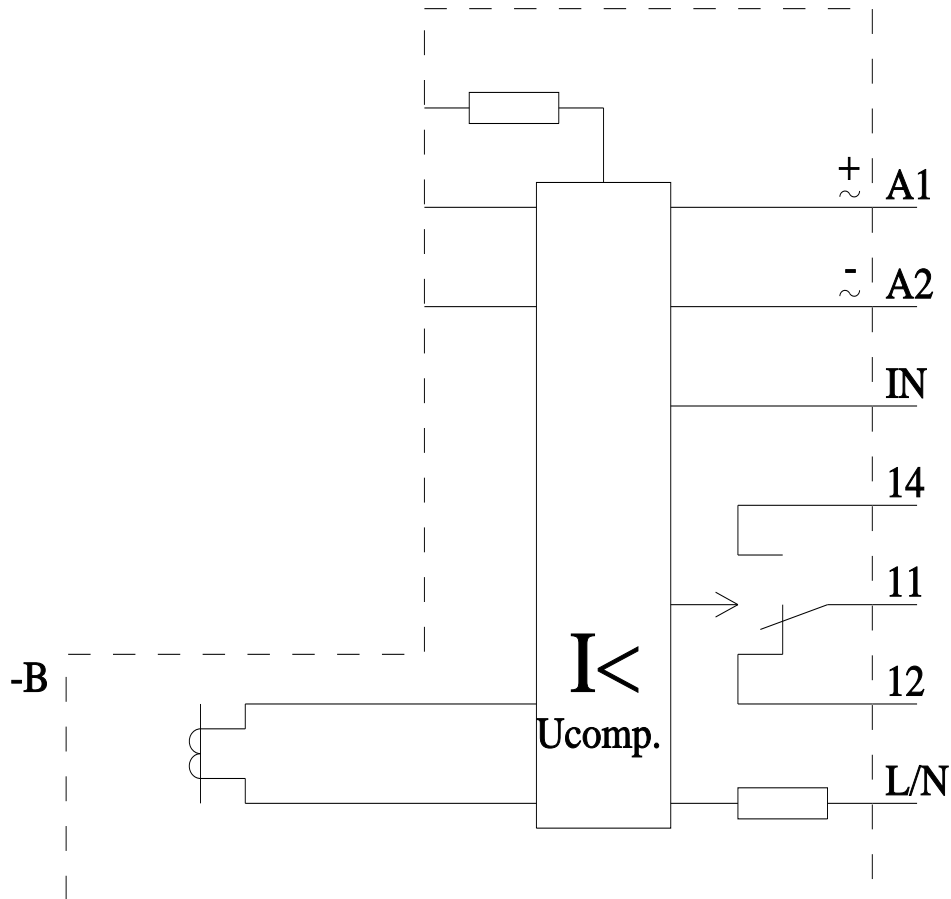 +
~ A1
-
~ A2
IN
14
11
-B
I<
12
Ucomp.
L/N